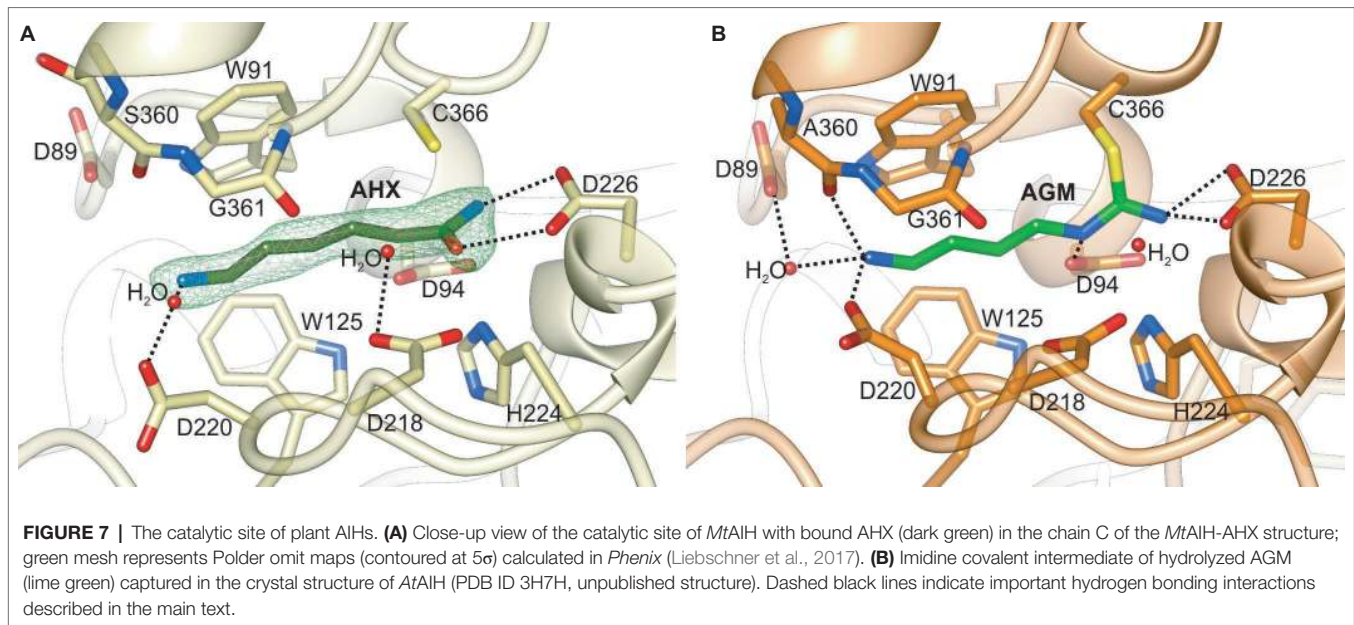 A
W91
S360
C366
D89
AHX
D226
G361
H₂O
D94
H₂O
W125
D220
D218
H224
B
W91
C366
A360
D89
AGM
D226
G361
H₂O
H₂O
D94
W125
D220
D218
H224
FIGURE 7 | The catalytic site of plant AIHs. (A) Close-up view of the catalytic site of MtAIH with bound AHX (dark green) in the chain C of the MtAIH-AHX structure;
green mesh represents Polder omit maps (contoured at 5σ) calculated in Phenix (Liebschner et al., 2017). (B) Imidine covalent intermediate of hydrolyzed AGM
(lime green) captured in the crystal structure of AtAIH (PDB ID 3H7H, unpublished structure). Dashed black lines indicate important hydrogen bonding interactions
described in the main text.